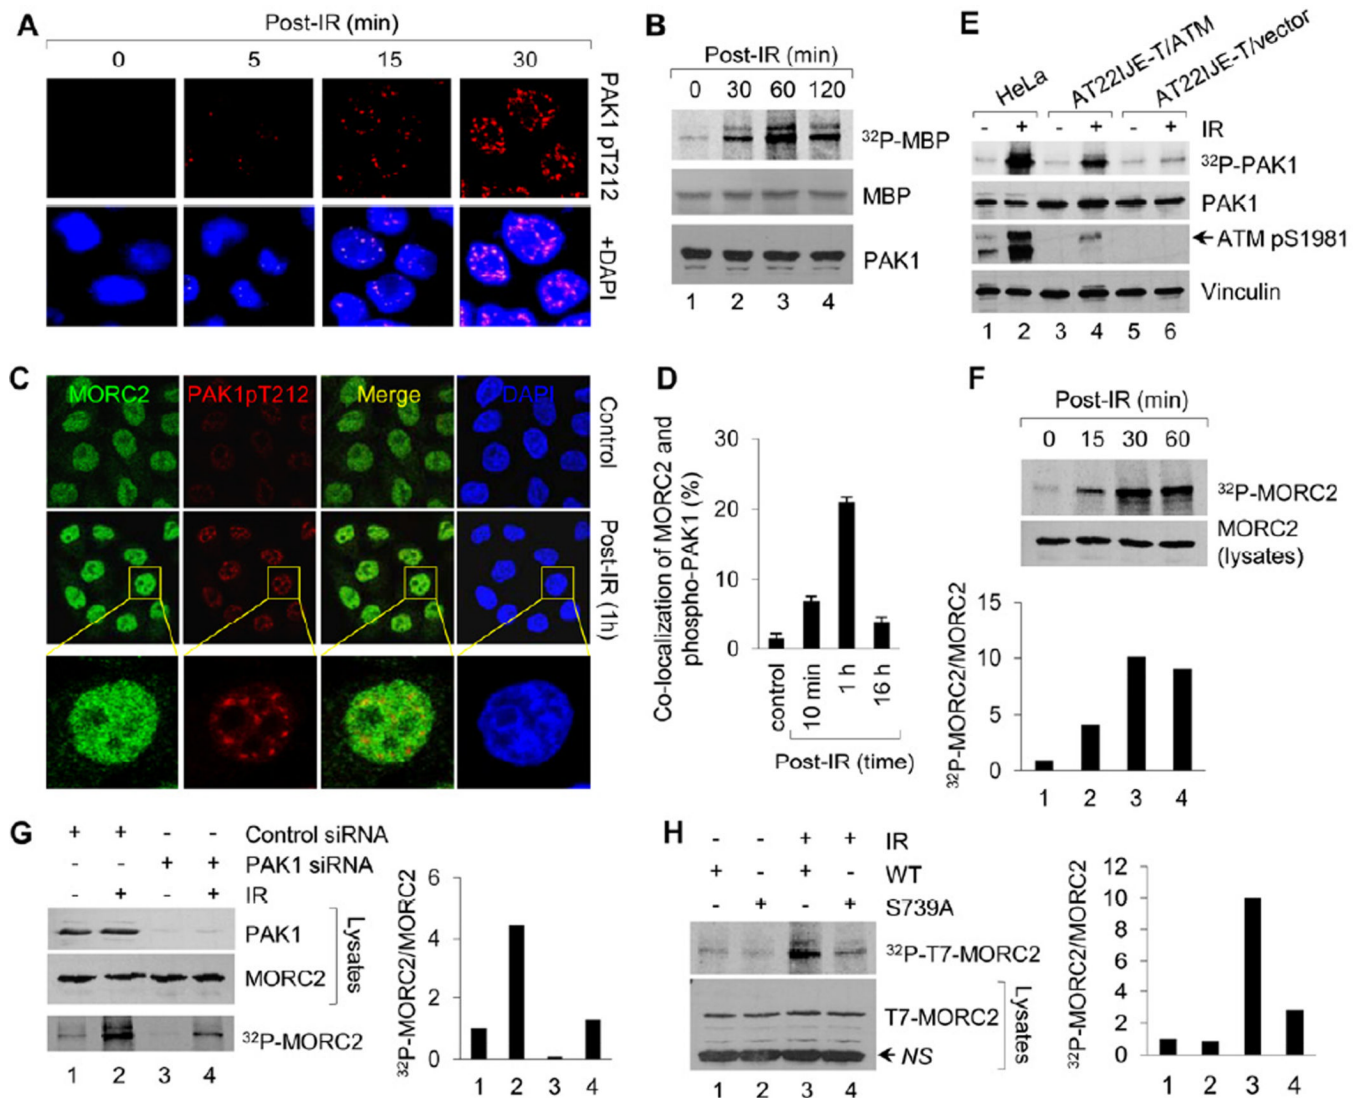 A
Post-IR (min)
0 5 15 30
PAK1 pT212
+DAPI
B
Post-IR (min)
0 30 60 120
32P-MBP
MBP
PAK1
1 2 3 4
E
HeLa
AT22IJE-T/ATM
AT22IJE-T/vector
- + - + - + IR
32P-PAK1
PAK1
ATM pS1981
Vinculin
1 2 3 4 5 6
C
MORC2 PAK1pT212 Merge DAPI
Control
Post-IR (1h)
D
Co-localization of MORC2 and
phospho-PAK1 (%)
30
20
10
0
control 10 min 1 h 16 h
Post-IR (time)
F
Post-IR (min)
0 15 30 60
32P-MORC2
MORC2
(lysates)
32P-MORC2/MORC2
15
10
5
0
1 2 3 4
G
+ + - - Control siRNA
- - + + PAK1 siRNA
- + - + IR
PAK1
MORC2
Lysates
32P-MORC2
1 2 3 4
32P-MORC2/MORC2
6
4
2
0
1 2 3 4
H
- - + + IR
+ - + - WT
- + - + S739A
32P-T7-MORC2
T7-MORC2
NS
Lysates
1 2 3 4
32P-MORC2/MORC2
12
10
8
6
4
2
0
1 2 3 4